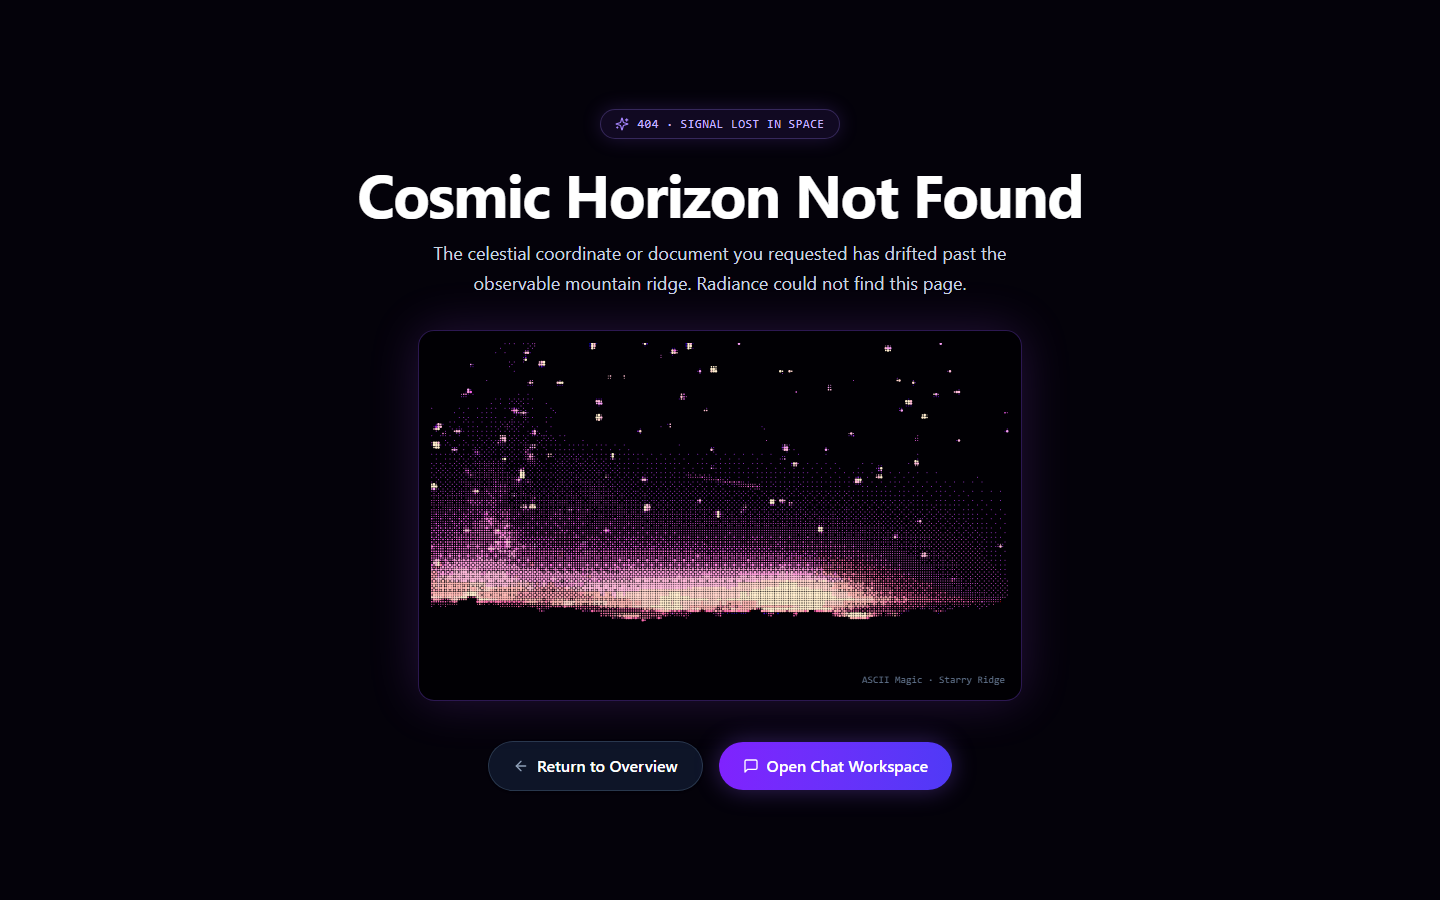 404 · SIGNAL LOST IN SPACE
Cosmic Horizon Not Found
The celestial coordinate or document you requested has drifted past the
observable mountain ridge. Radiance could not find this page.
ASCII Magic · Starry Ridge
Return to Overview
Open Chat Workspace